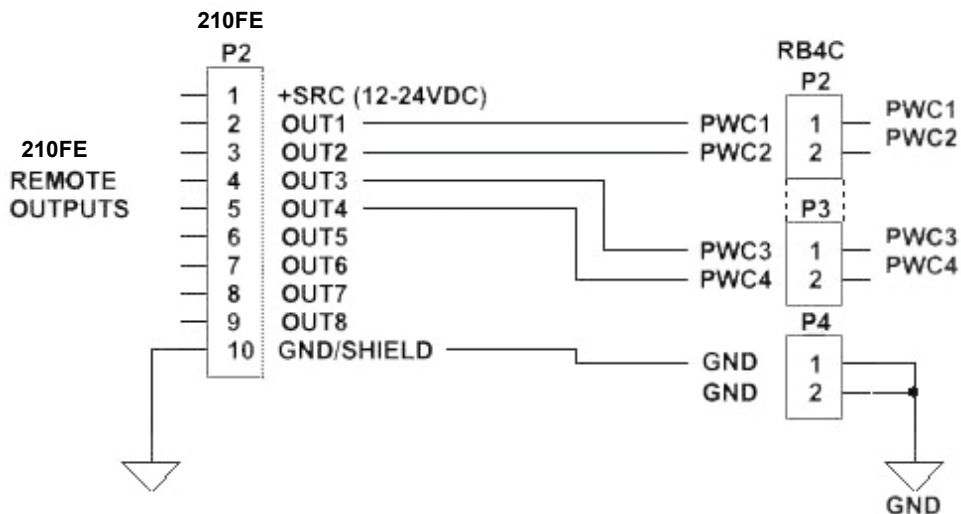 210FE
P2
210FE
REMOTE
OUTPUTS
1 +SRC (12-24VDC)
2 OUT1
3 OUT2
4 OUT3
5 OUT4
6 OUT5
7 OUT6
8 OUT7
9 OUT8
10 GND/SHIELD
RB4C
P2
PWC1 1 PWC1
PWC2 2 PWC2
P3
PWC3 1 PWC3
PWC4 2 PWC4
P4
GND 1
GND 2
GND